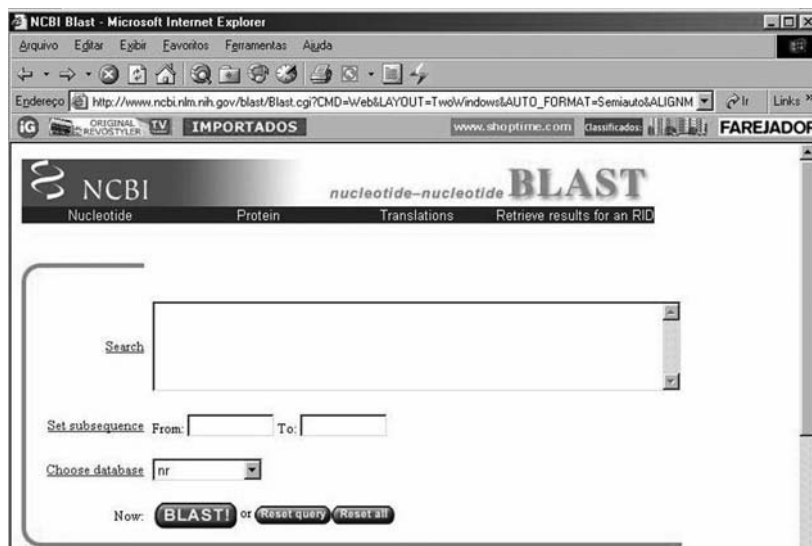 NCBI Blast - Microsoft Internet Explorer
Arquivo Editar Exibir Favoritos Ferramentas Ajuda
Endereço http://www.ncbi.nlm.nih.gov/blast/Blast.cgi?CMD=Web&LAYOUT=TwoWindows&AUTO_FORMAT=Semiauto&ALIGNM Ir Links »
iG ORIGINAL REVOSTYLER TV IMPORTADOS www.shoptime.com Classificados: FAREJADOR
NCBI nucleotide-nucleotide BLAST
Nucleotide Protein Translations Retrieve results for an RID
Search
Set subsequence From: To:
Choose database nr
Now: BLAST! or Reset query Reset all